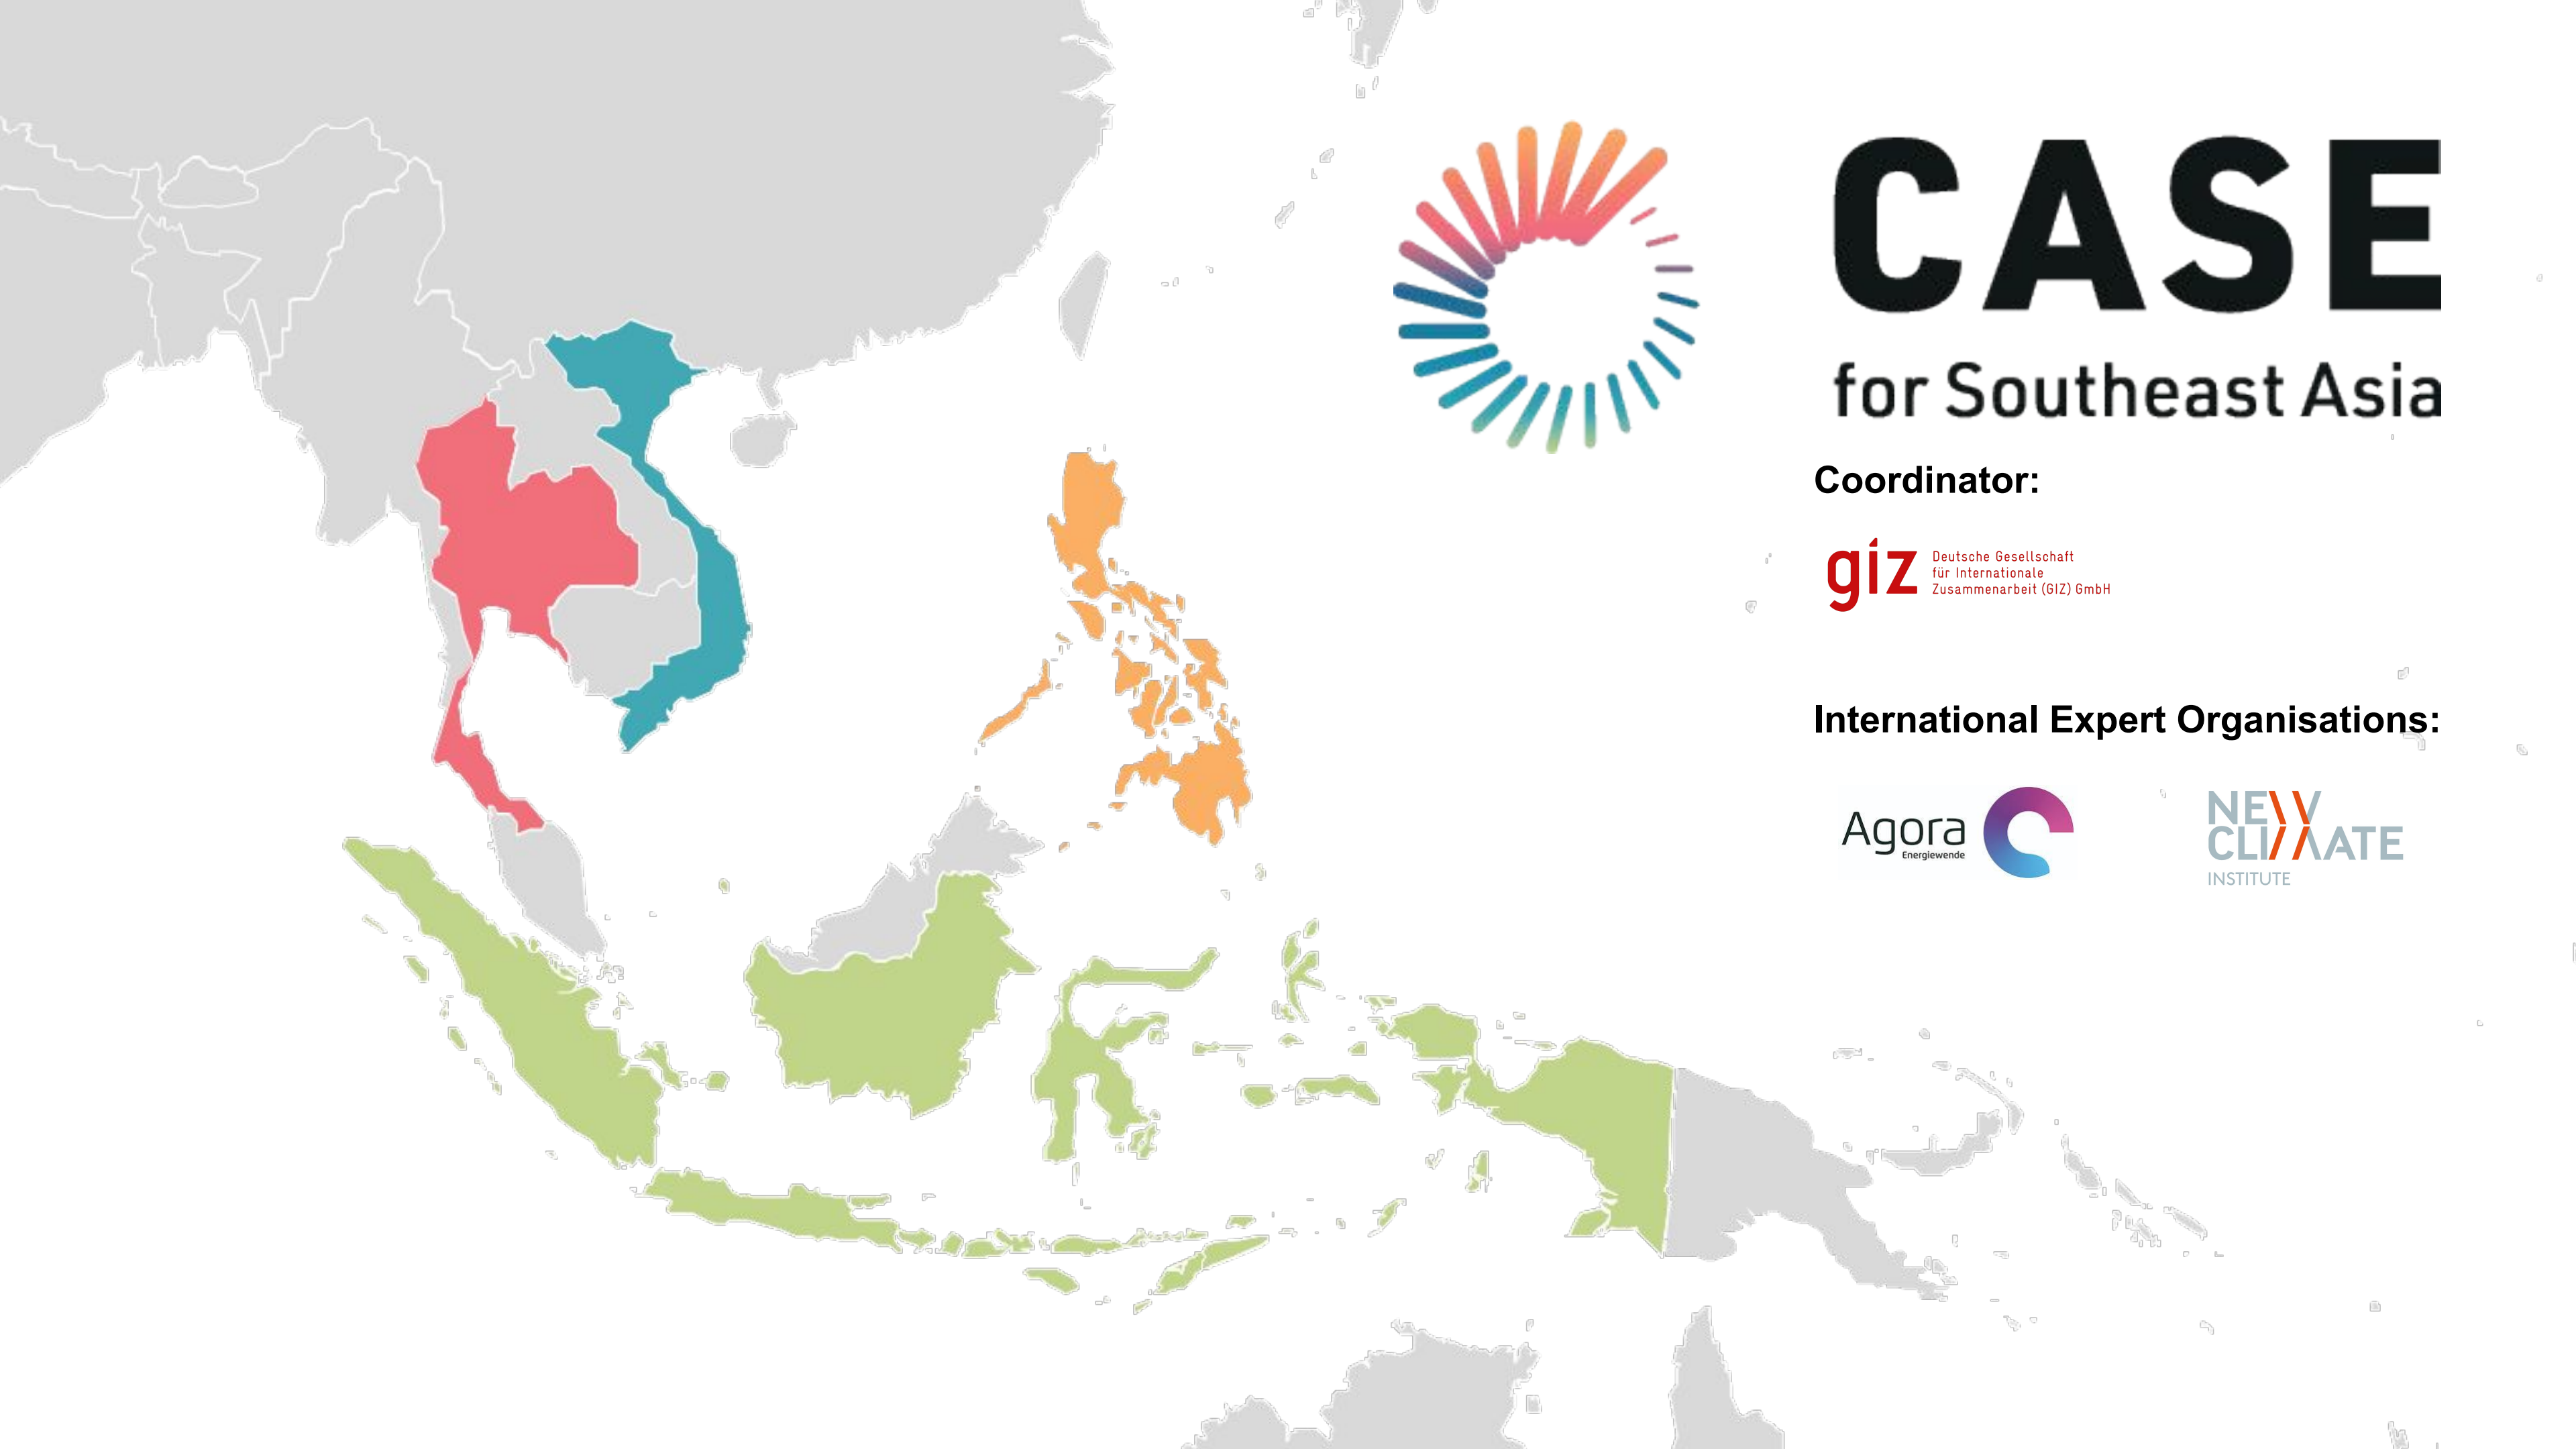 CASE
for Southeast Asia
Coordinator:
giz
Deutsche Gesellschaft
für Internationale
Zusammenarbeit (GIZ) GmbH
International Expert Organisations:
Agora
Energiewende
NEW
CLIMATE
INSTITUTE